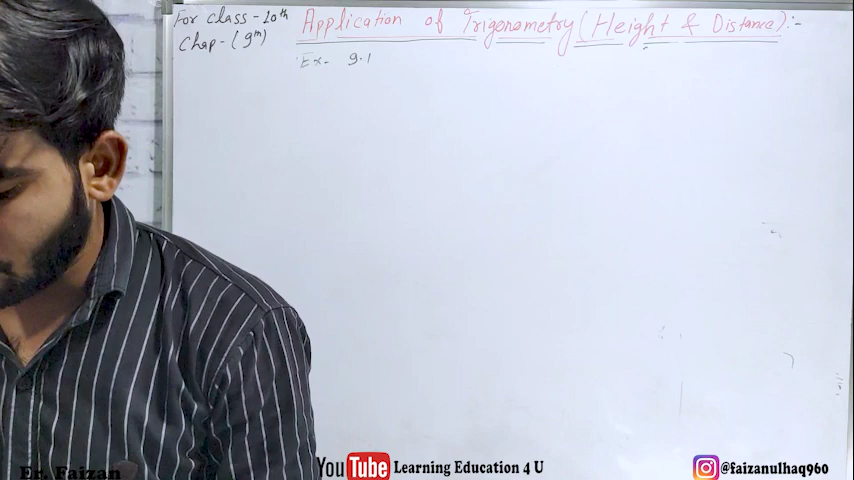 For class - 10th
Chap - (9th)
Application of Trigonometry (Height & Distance) :-
Ex- 9.1
Er. Faizan
YouTube Learning Education 4 U
@faizanulhaq960